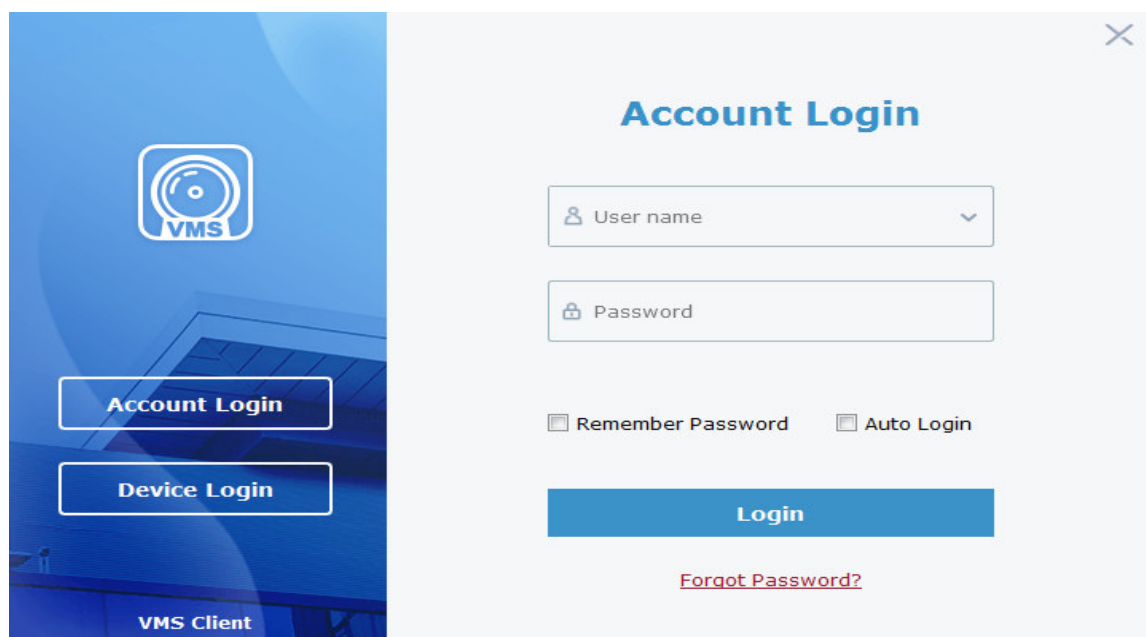 VMS
Account Login
Device Login
VMS Client
Account Login
User name
Password
Remember Password Auto Login
Login
Forgot Password?